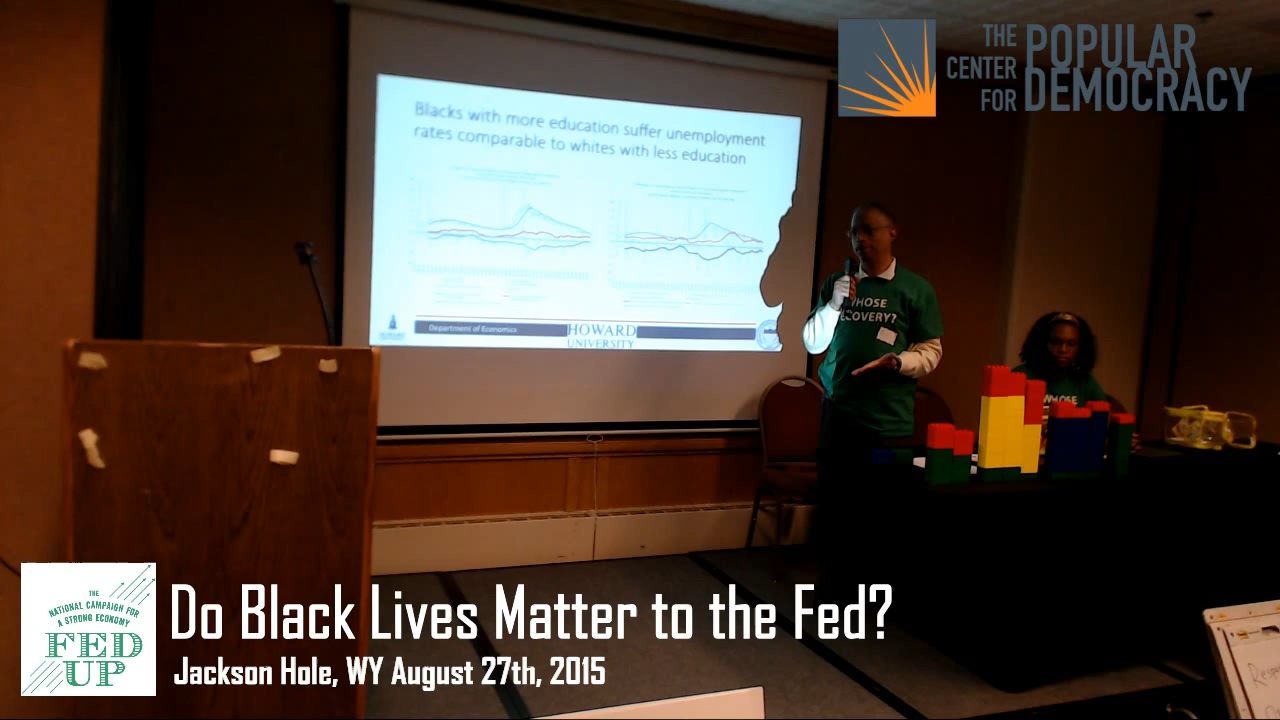 THE
CENTER
FOR
POPULAR
DEMOCRACY
Blacks with more education suffer unemployment
rates comparable to whites with less education
Department of Economics
HOWARD
UNIVERSITY
WHOSE
RECOVERY?
WHOSE
THE
NATIONAL CAMPAIGN FOR
A STRONG ECONOMY
FED
UP
Do Black Lives Matter to the Fed?
Jackson Hole, WY August 27th, 2015